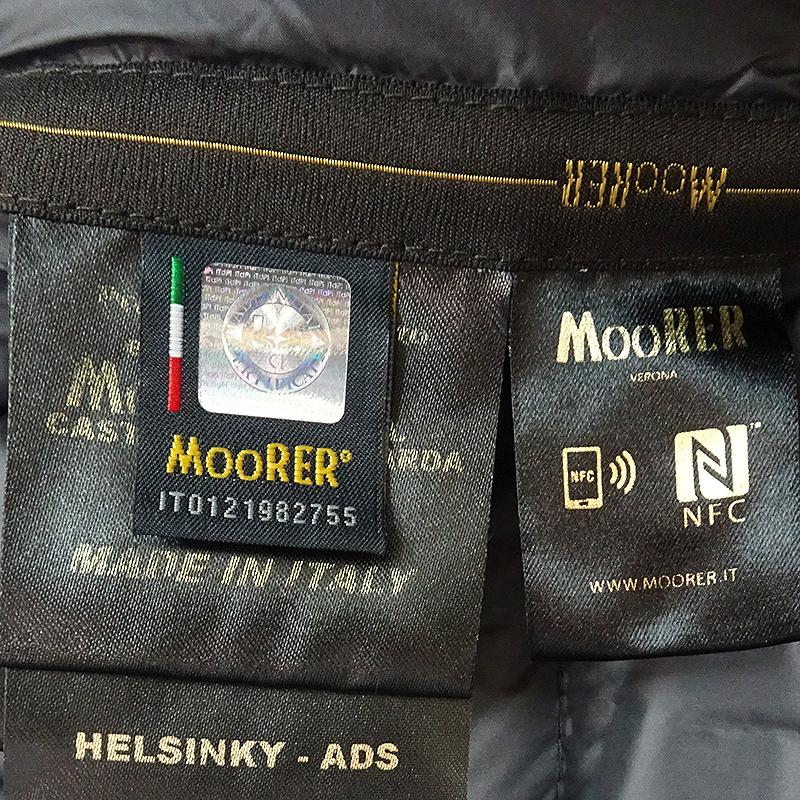 MOORER
MOORER°
IT0121982755
MADE IN ITALY
HELSINKY - ADS
MOORER
VERONA
NFC
NFC
WWW.MOORER.IT